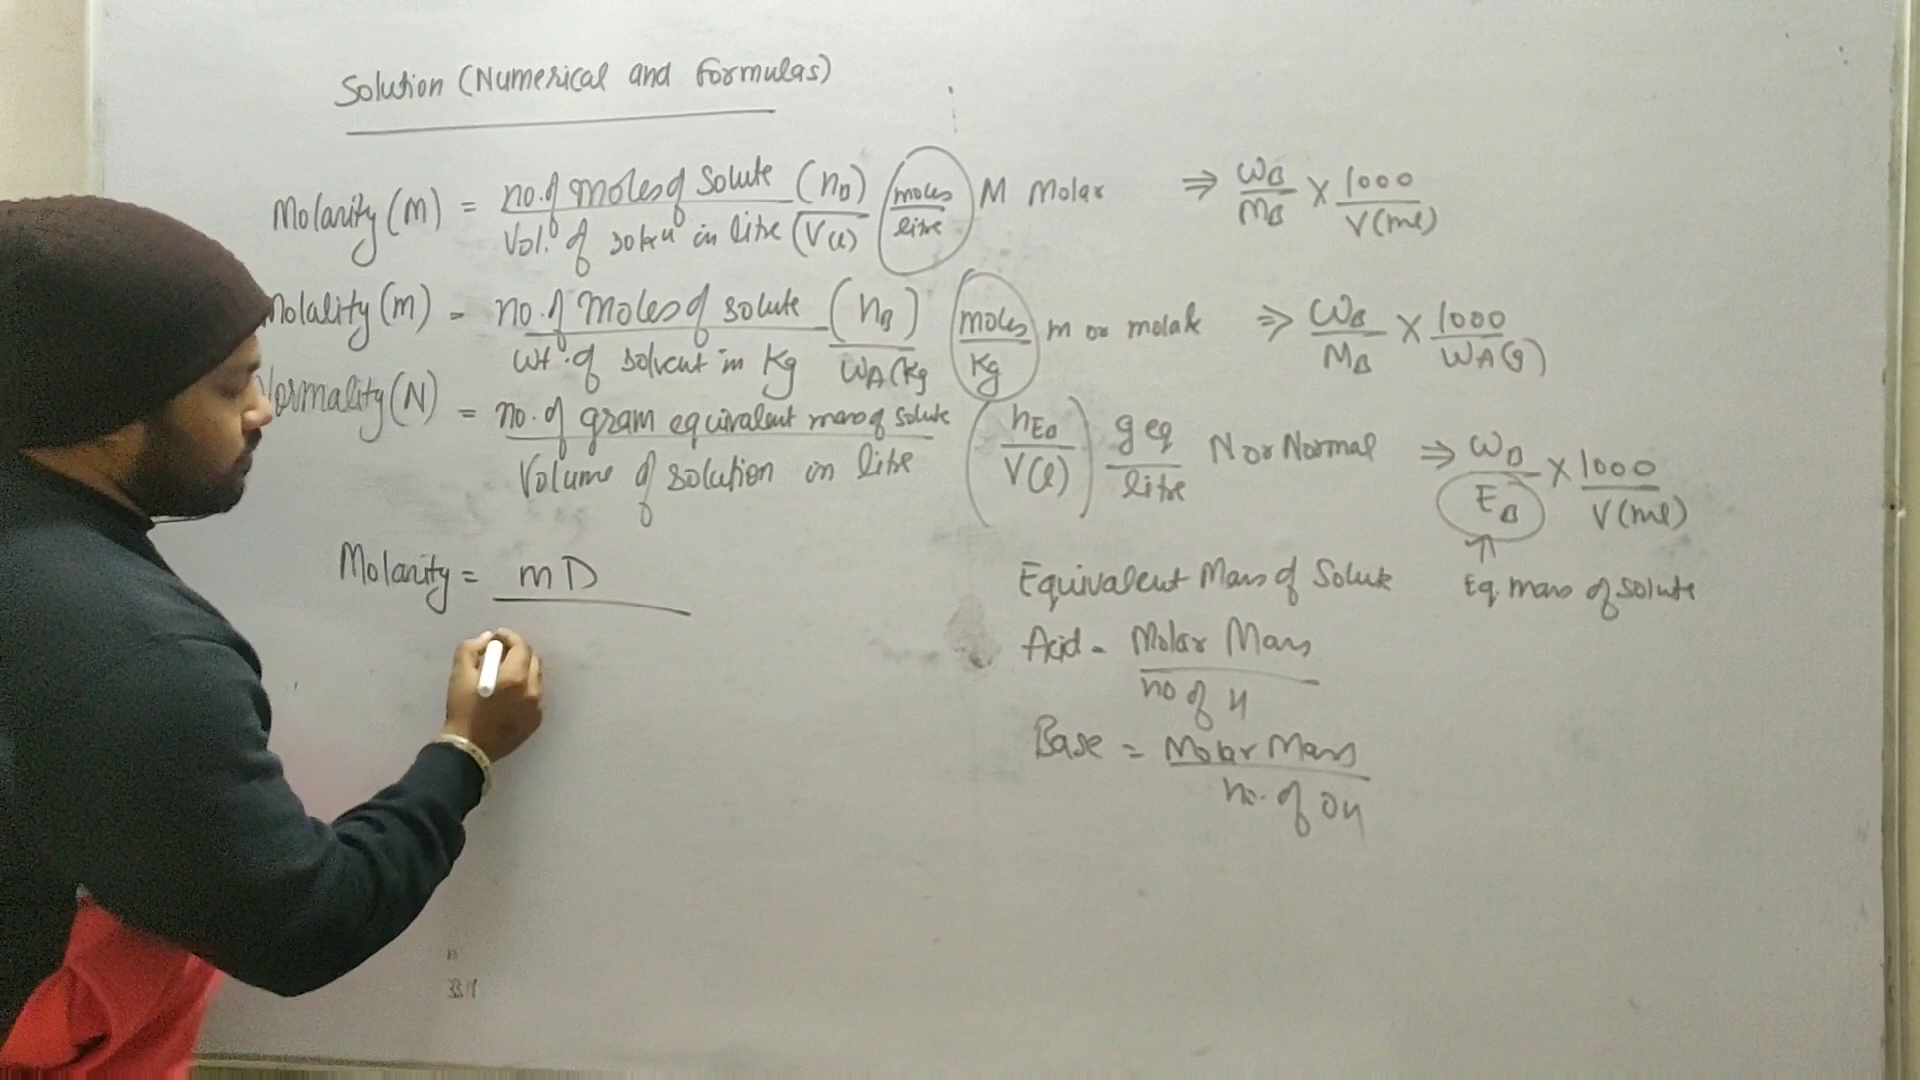 Solution (Numerical and Formulas)
Molarity (M) = no. of moles of solute (nB) / Vol. of solun in litre (V(l)) (moles / litre) M Molar ⇒ WB / MB × 1000 / V(ml)
Molality (m) = no. of moles of solute (nB) / wt. of solvent in Kg WA(Kg (moles / Kg) m or molal ⇒ WB / MB × 1000 / WA(g)
Normality (N) = no. of gram equivalent mass of solute / Volume of solution in litre (nEB / V(l)) g eq / litre N or Normal ⇒ WB / EB × 1000 / V(ml)
Eq. mass of solute
Molarity = mD
Equivalent Mass of Solute
Acid = Molar Mass / no of H
Base = Molar Mass / no. of OH